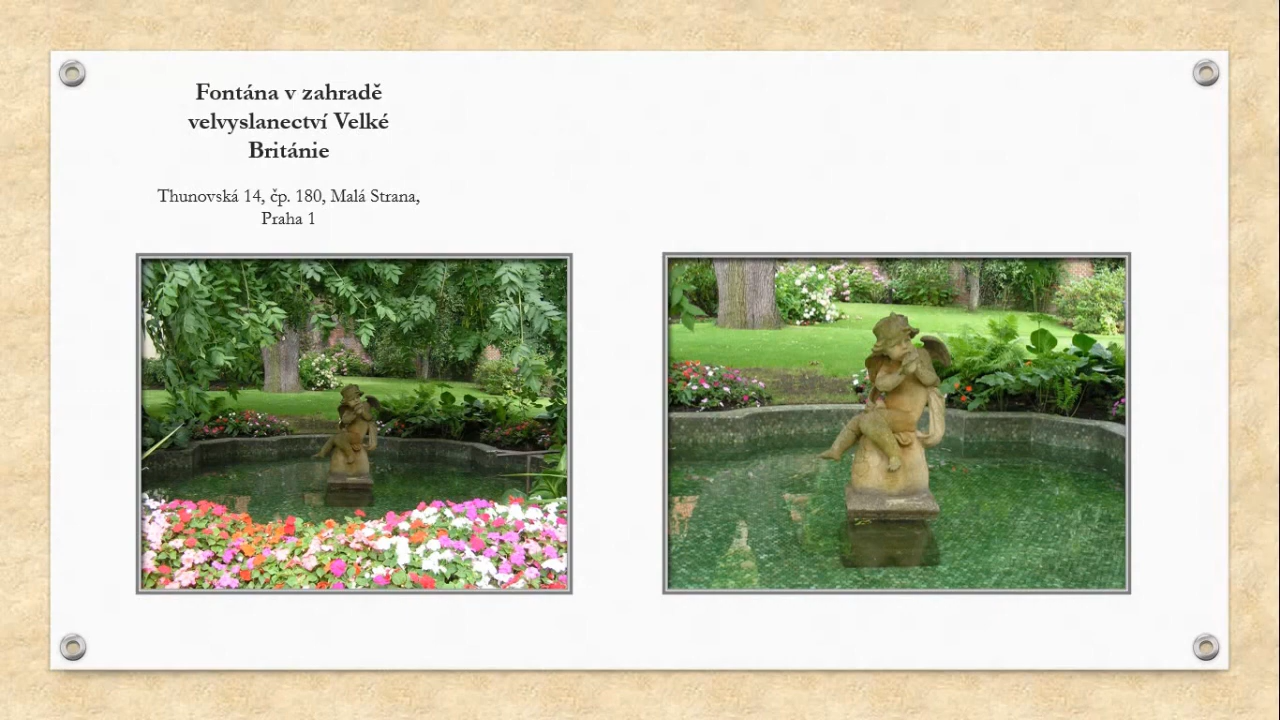 Fontána v zahradě
velvyslanectví Velké
Británie
Thunovská 14, čp. 180, Malá Strana,
Praha 1